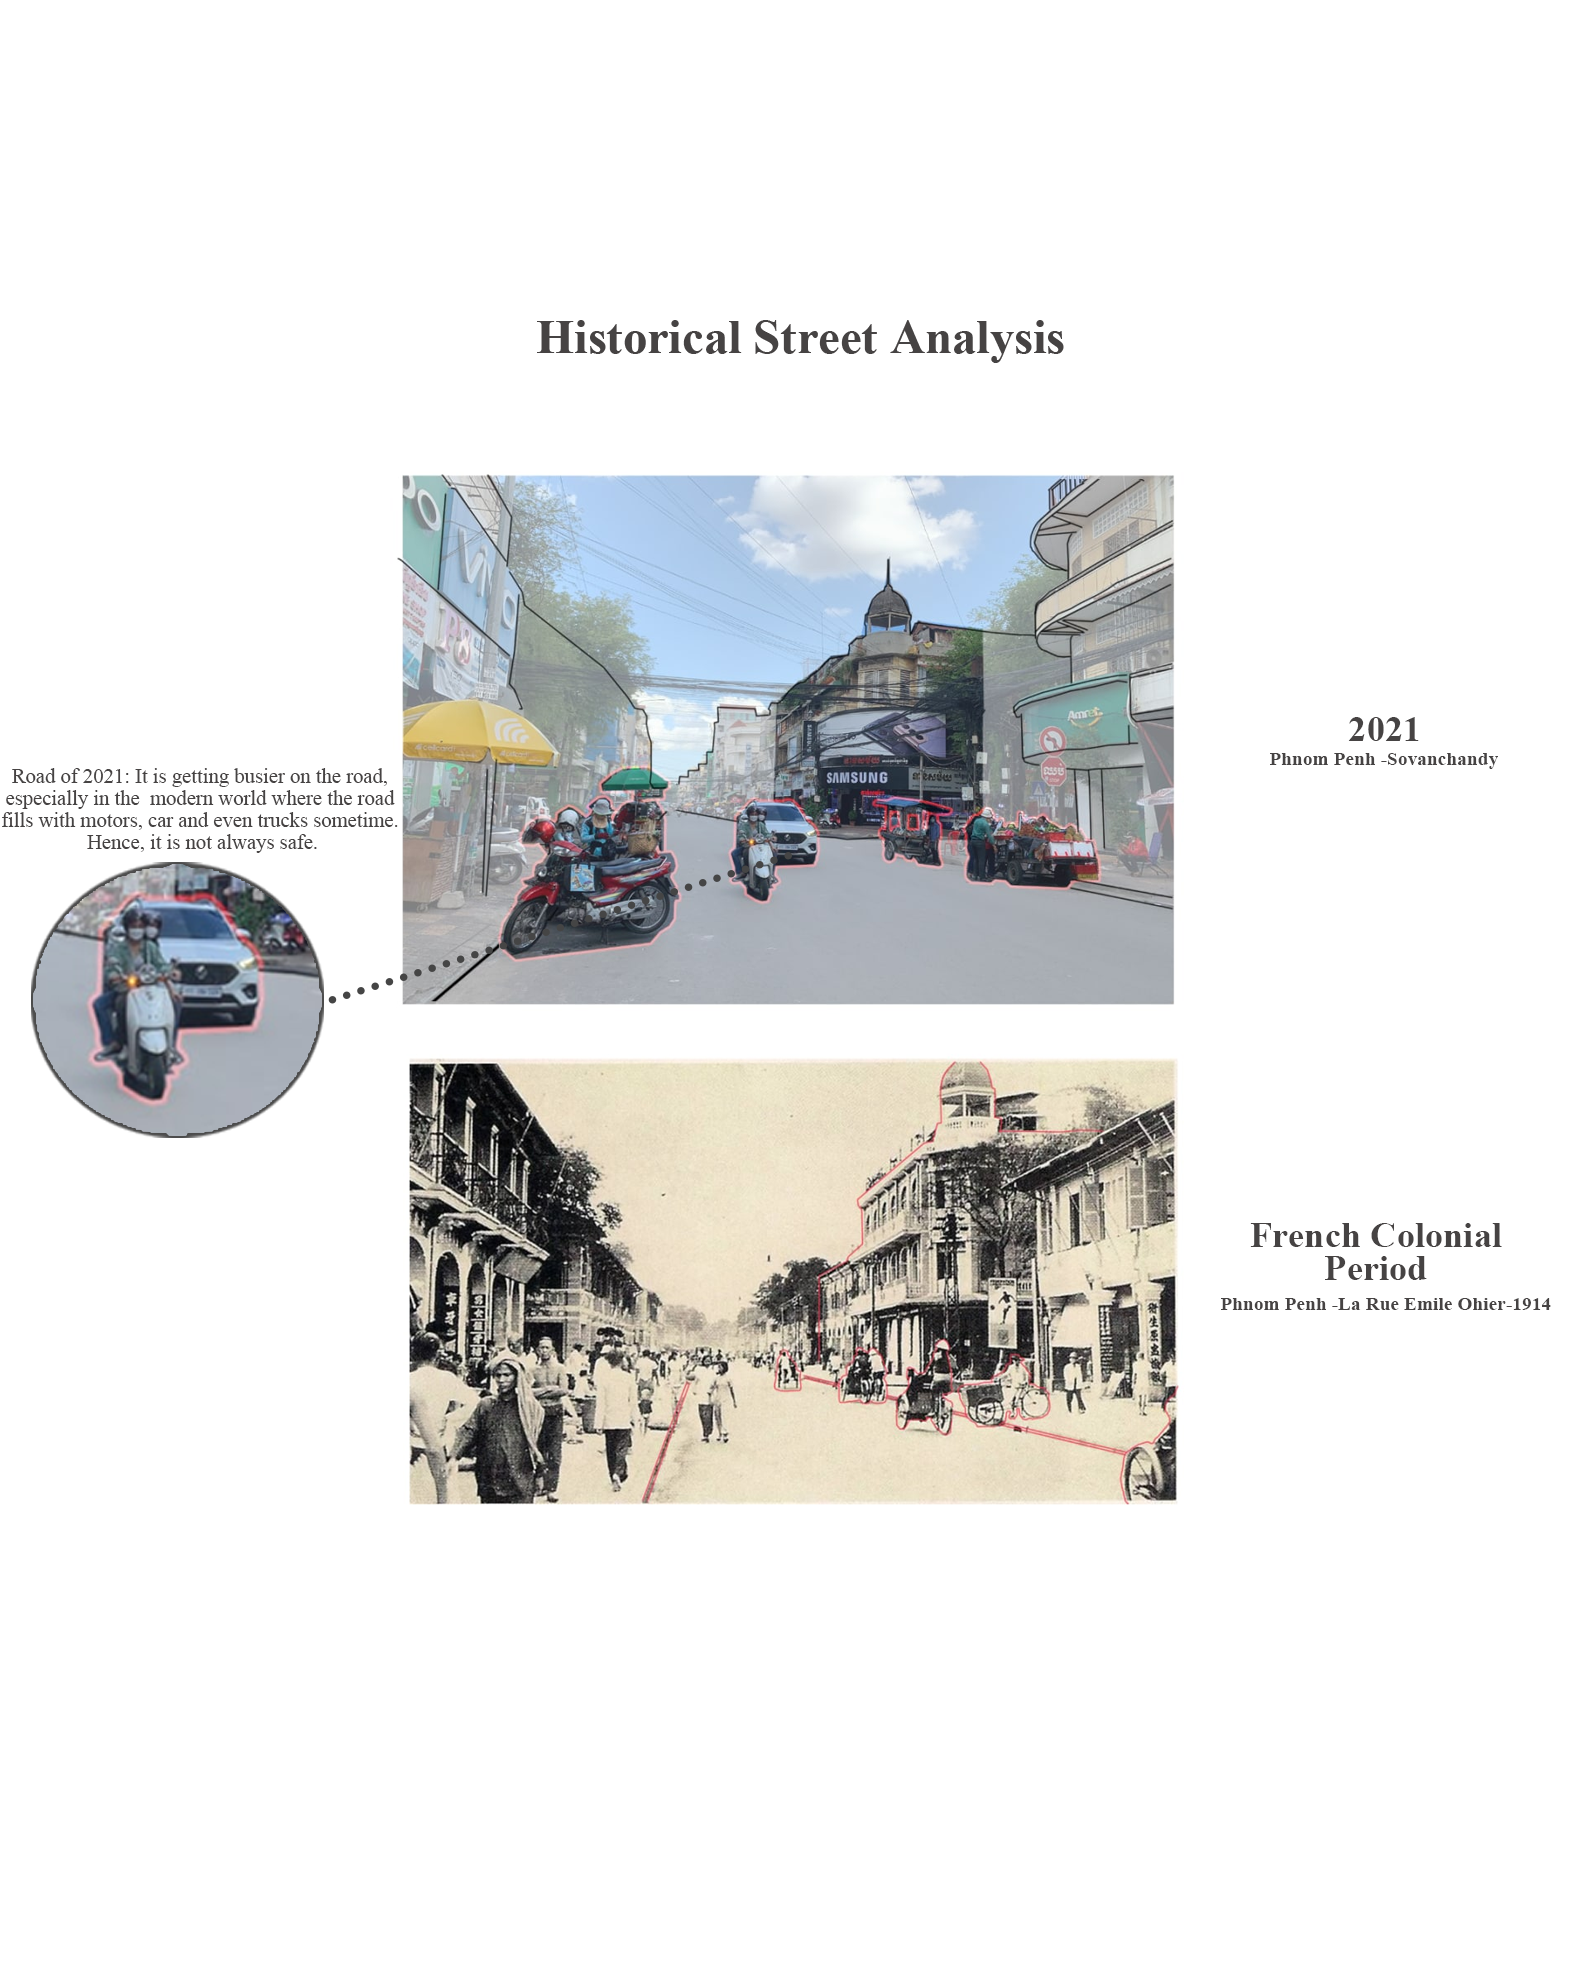 Historical Street Analysis
2021
Phnom Penh -Sovanchandy
Road of 2021: It is getting busier on the road,
especially in the modern world where the road
fills with motors, car and even trucks sometime.
Hence, it is not always safe.
cellcard
Amret
SAMSUNG
French Colonial
Period
Phnom Penh -La Rue Emile Ohier-1914